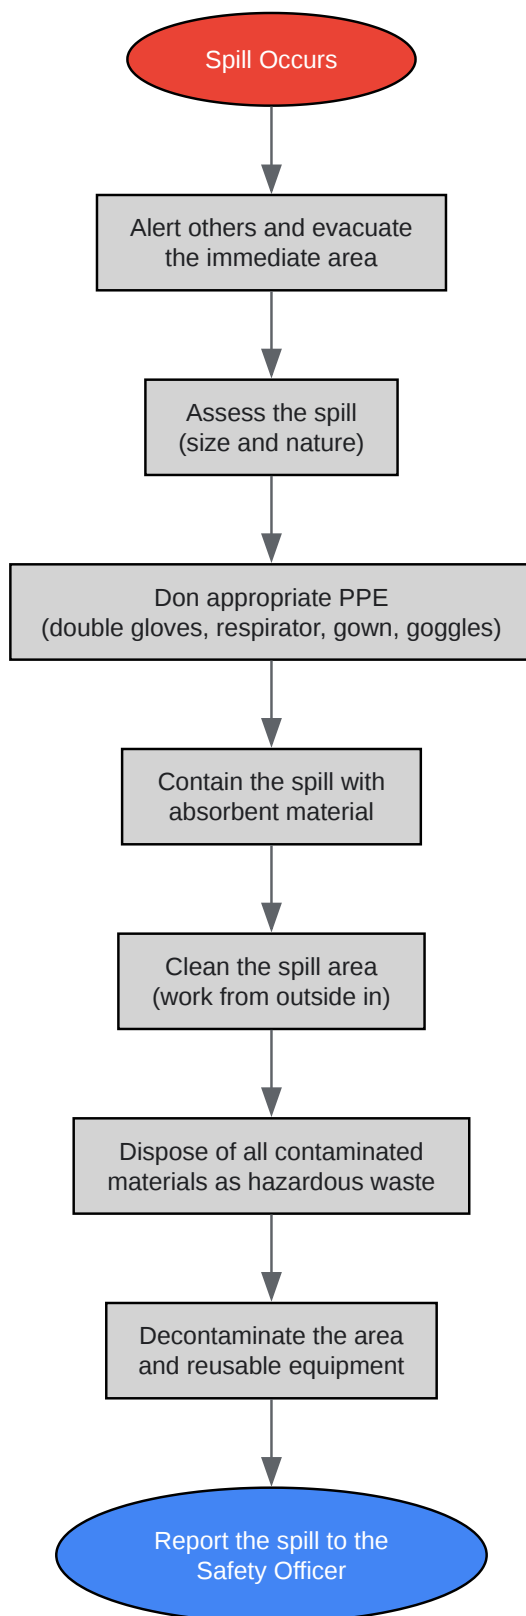 Spill Occurs
Alert others and evacuate
the immediate area
Assess the spill
(size and nature)
Don appropriate PPE
(double gloves, respirator, gown, goggles)
Contain the spill with
absorbent material
Clean the spill area
(work from outside in)
Dispose of all contaminated
materials as hazardous waste
Decontaminate the area
and reusable equipment
Report the spill to the
Safety Officer